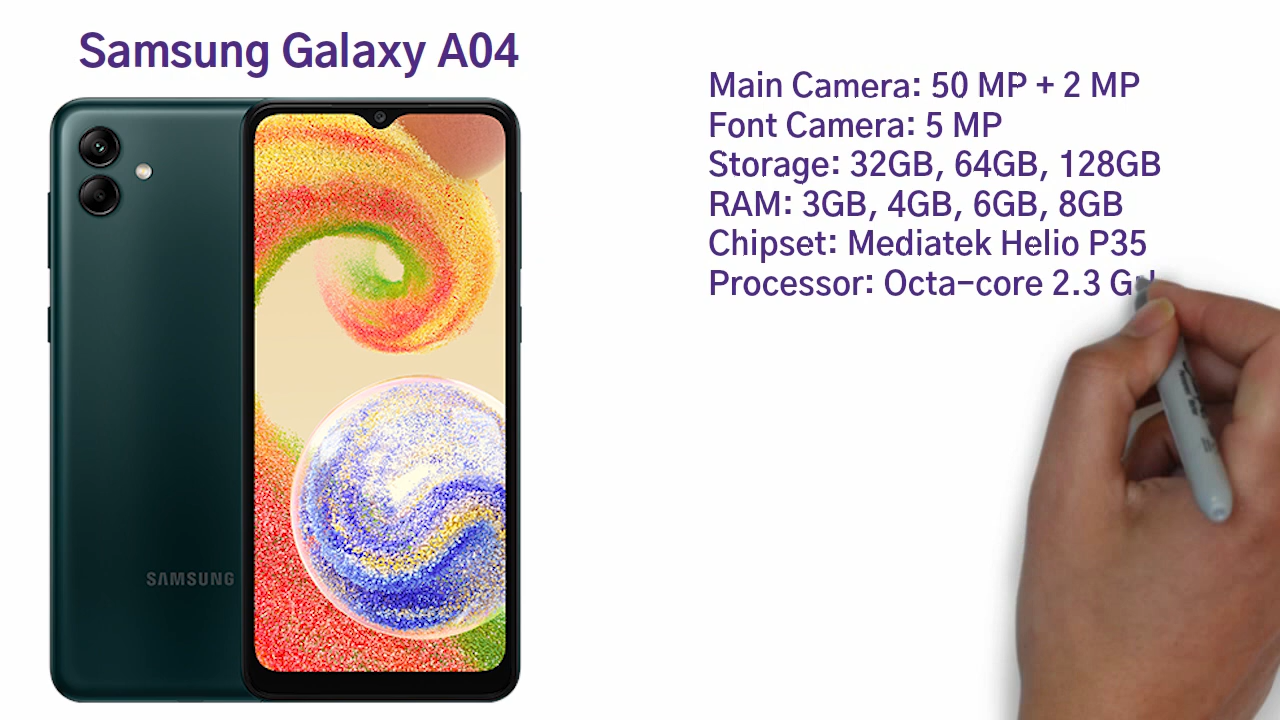 Samsung Galaxy A04
Main Camera: 50 MP + 2 MP
Font Camera: 5 MP
Storage: 32GB, 64GB, 128GB
RAM: 3GB, 4GB, 6GB, 8GB
Chipset: Mediatek Helio P35
Processor: Octa-core 2.3
SAMSUNG